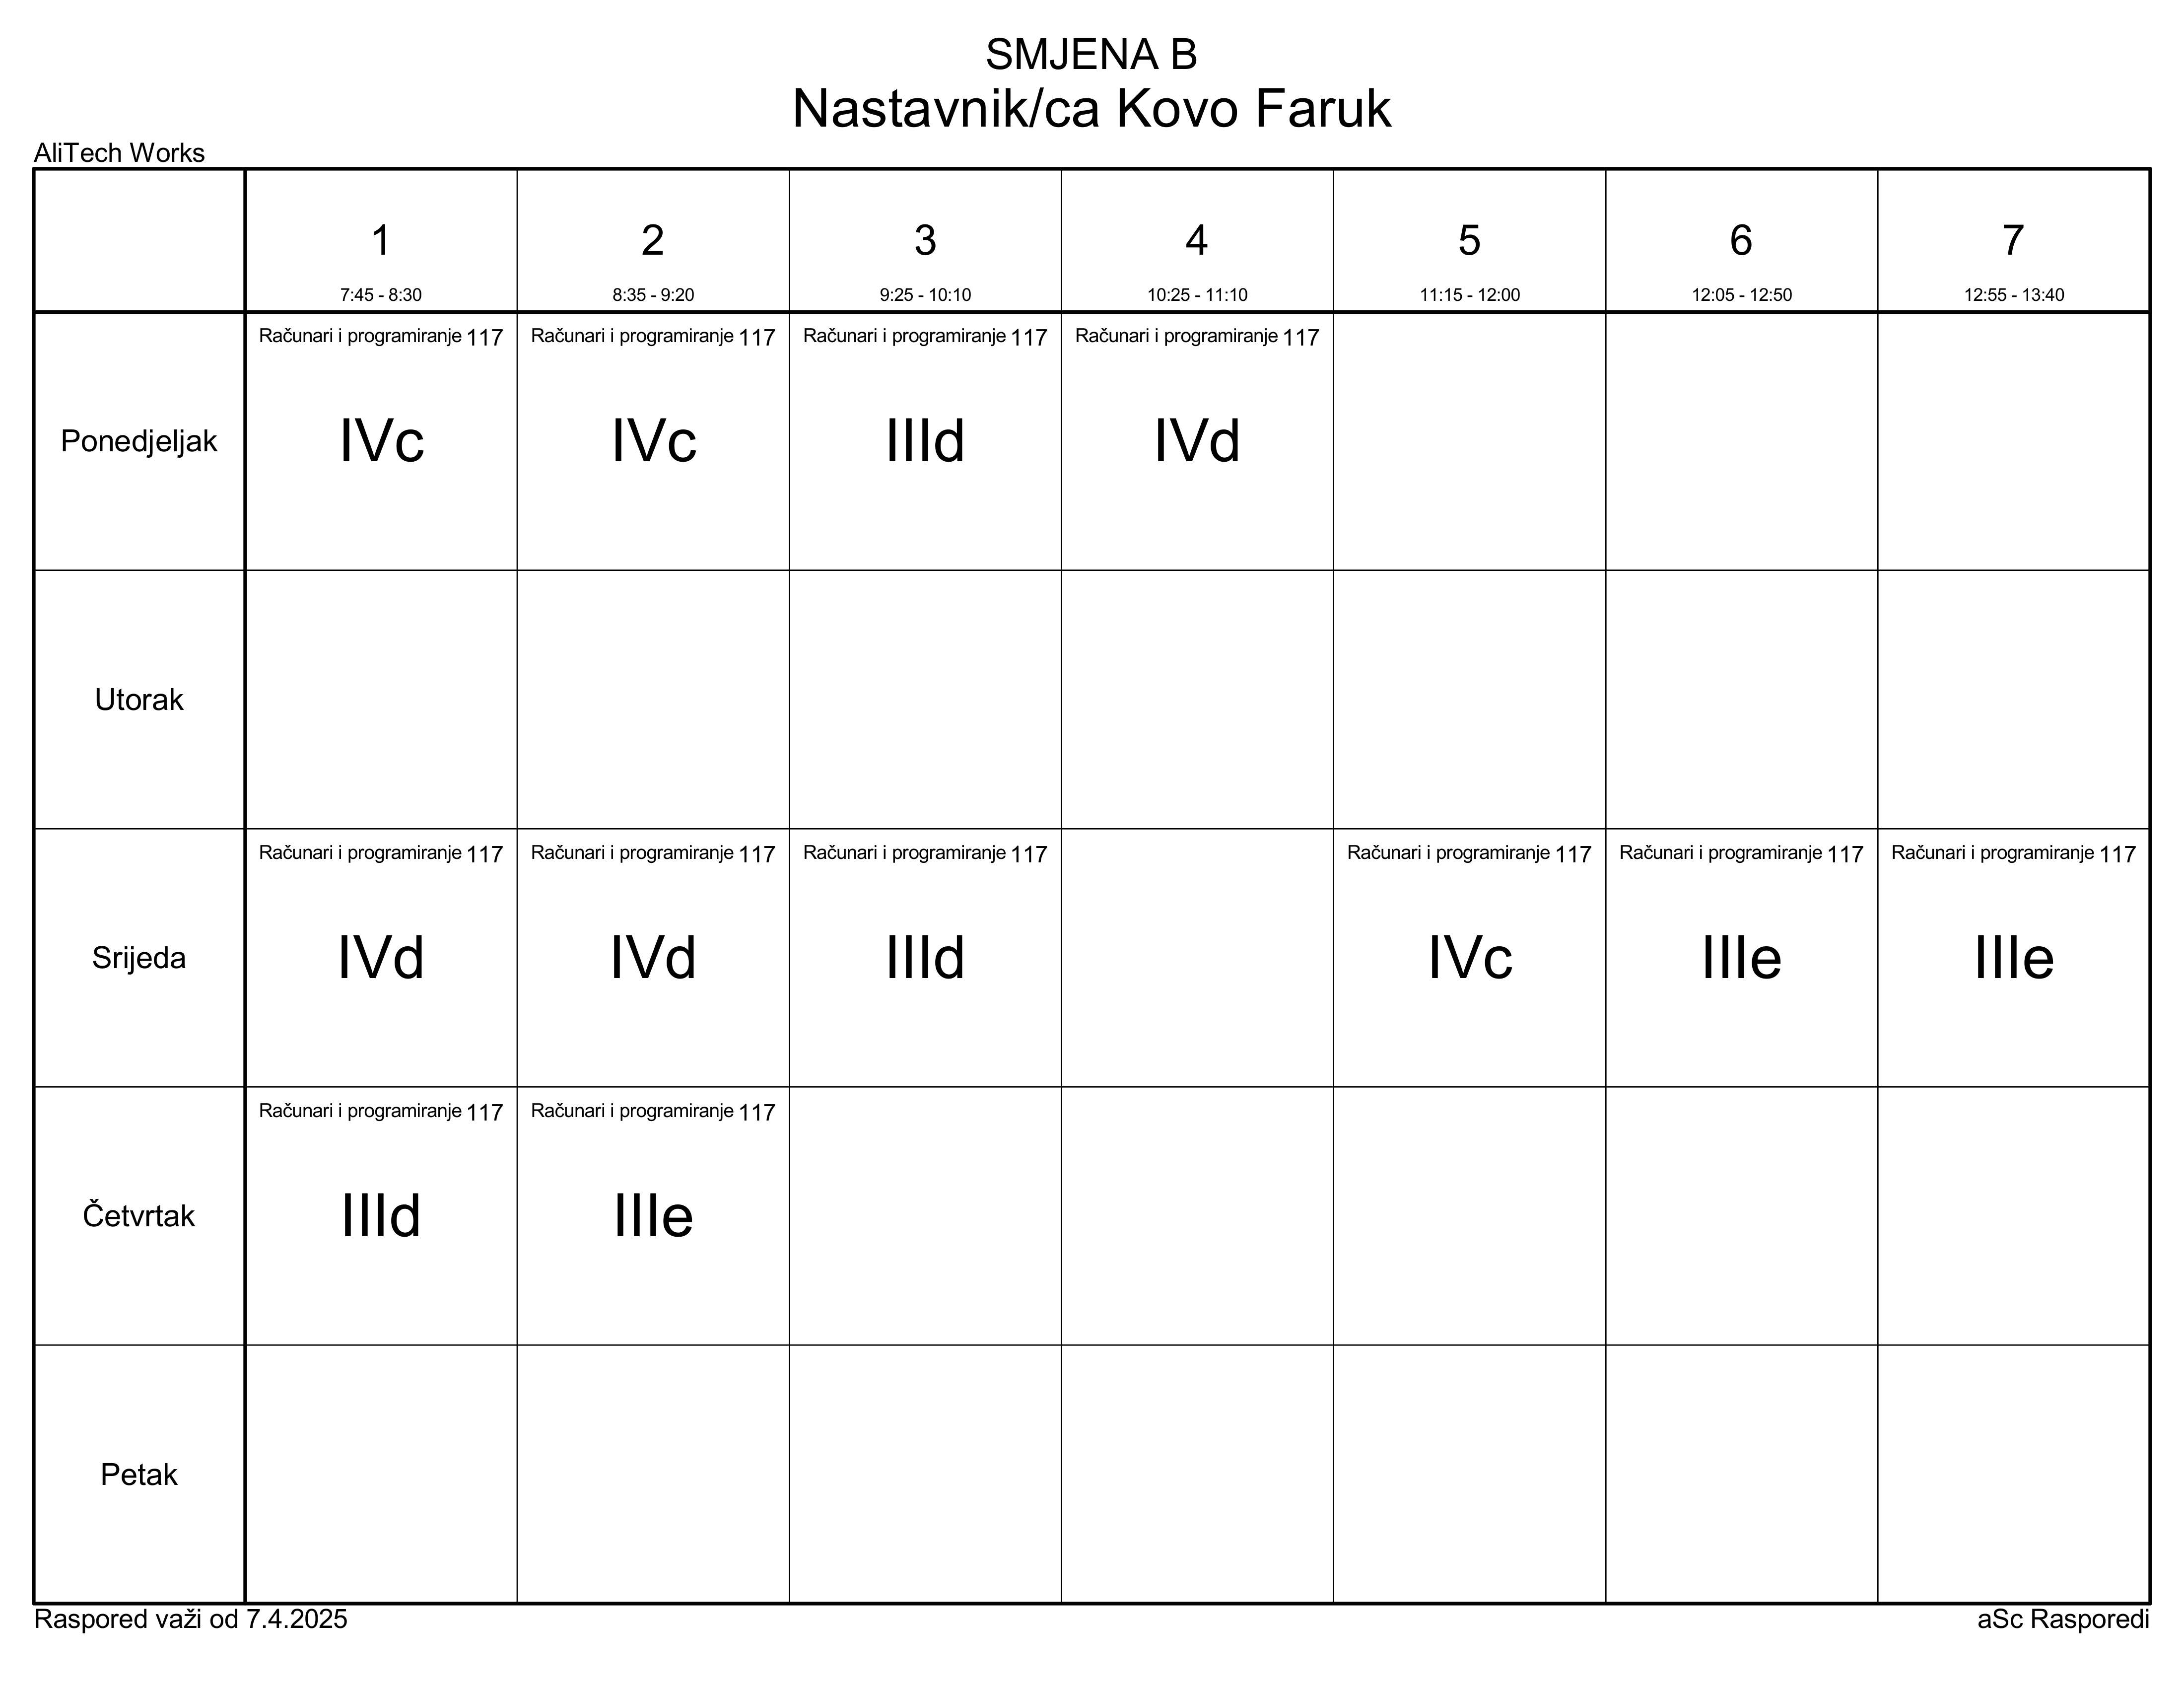 SMJENA B
Nastavnik/ca Kovo Faruk
AliTech Works
1 2 3 4 5 6 7
7:45 - 8:30 8:35 - 9:20 9:25 - 10:10 10:25 - 11:10 11:15 - 12:00 12:05 - 12:50 12:55 - 13:40
Računari i programiranje 117 Računari i programiranje 117 Računari i programiranje 117 Računari i programiranje 117
Ponedjeljak IVc IVc IIId IVd
Utorak
Računari i programiranje 117 Računari i programiranje 117 Računari i programiranje 117 Računari i programiranje 117 Računari i programiranje 117 Računari i programiranje 117
Srijeda IVd IVd IIId IVc IIIe IIIe
Računari i programiranje 117 Računari i programiranje 117
Četvrtak IIId IIIe
Petak
Raspored važi od 7.4.2025 aSc Rasporedi